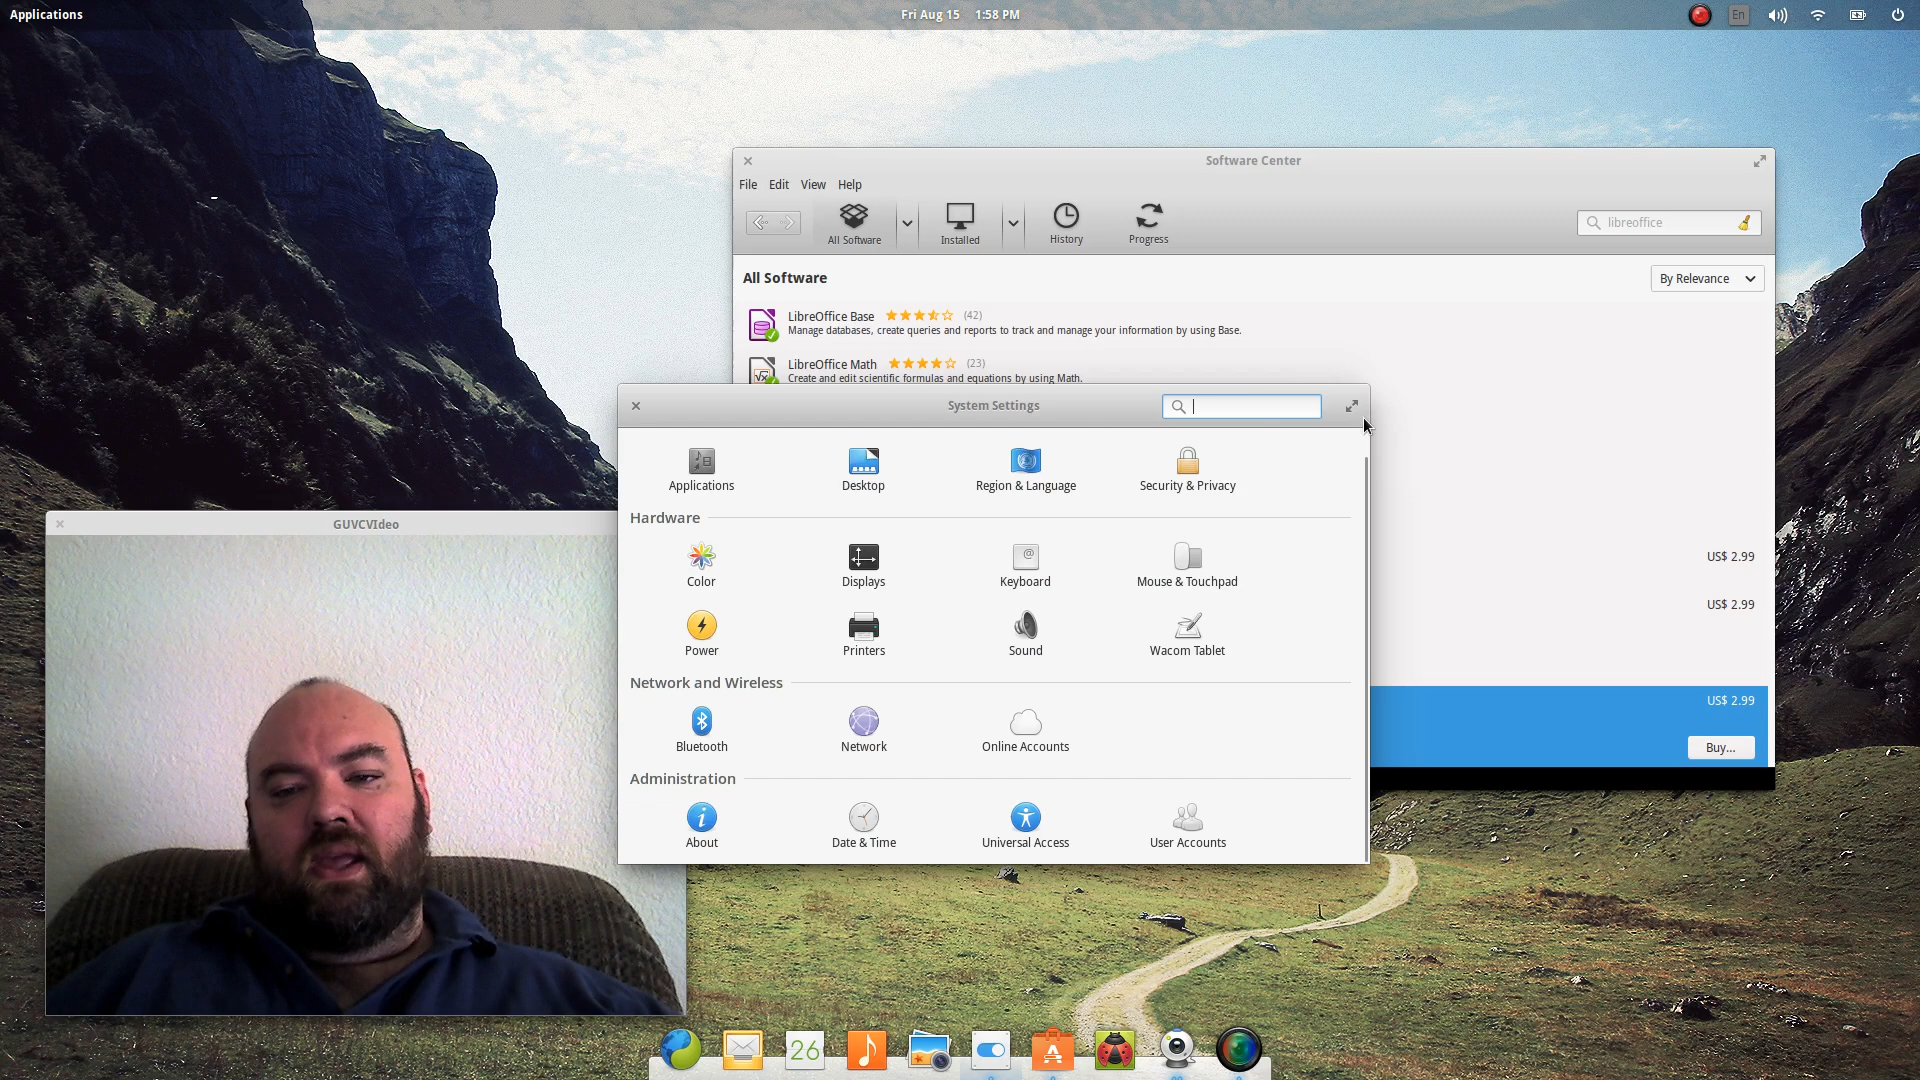 Applications
Fri Aug 15 1:58 PM
En
Software Center
File Edit View Help
All Software
Installed
History
Progress
libreoffice
All Software
By Relevance
LibreOffice Base (42)
Manage databases, create queries and reports to track and manage your information by using Base.
LibreOffice Math (23)
Create and edit scientific formulas and equations by using Math.
System Settings
Applications
Desktop
Region & Language
Security & Privacy
Hardware
Color
Displays
Keyboard
Mouse & Touchpad
Power
Printers
Sound
Wacom Tablet
Network and Wireless
Bluetooth
Network
Online Accounts
Administration
About
Date & Time
Universal Access
User Accounts
US$ 2.99
US$ 2.99
US$ 2.99
Buy...
GUVCVIdeo
26